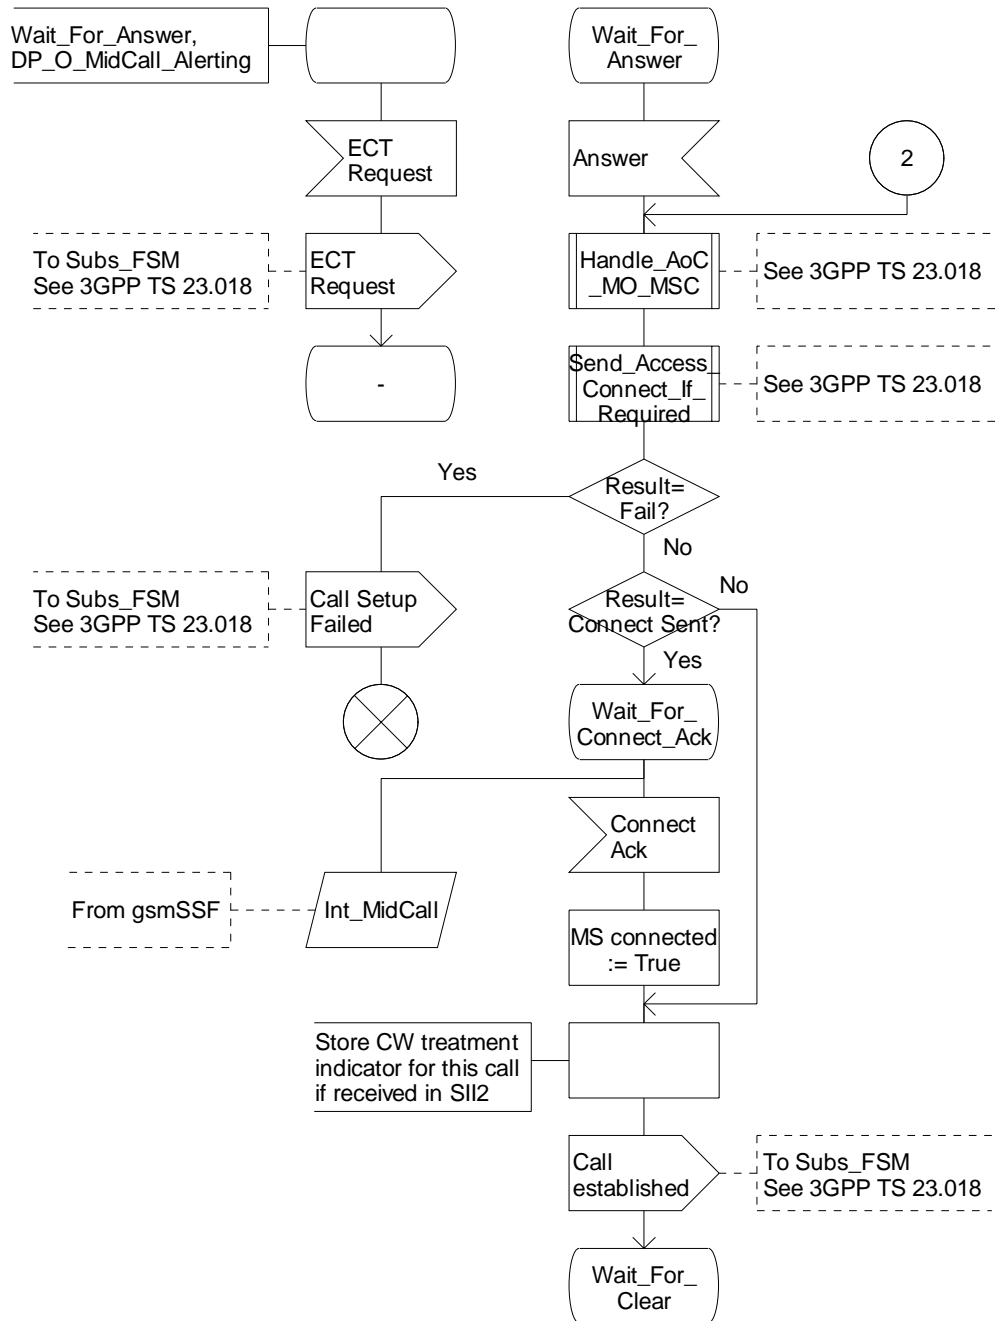 Wait_For_Answer,
DP_O_MidCall_Alerting
Wait_For_
Answer
ECT
Request
Answer
2
To Subs_FSM
See 3GPP TS 23.018
ECT
Request
Handle_AoC
_MO_MSC
See 3GPP TS 23.018
-
Send_Access_
Connect_If_
Required
See 3GPP TS 23.018
Yes
Result=
Fail?
No
To Subs_FSM
See 3GPP TS 23.018
Call Setup
Failed
Result=
Connect Sent?
No
Yes
Wait_For_
Connect_Ack
Connect
Ack
From gsmSSF
Int_MidCall
MS connected
:= True
Store CW treatment
indicator for this call
if received in SII2
Call
established
To Subs_FSM
See 3GPP TS 23.018
Wait_For_
Clear